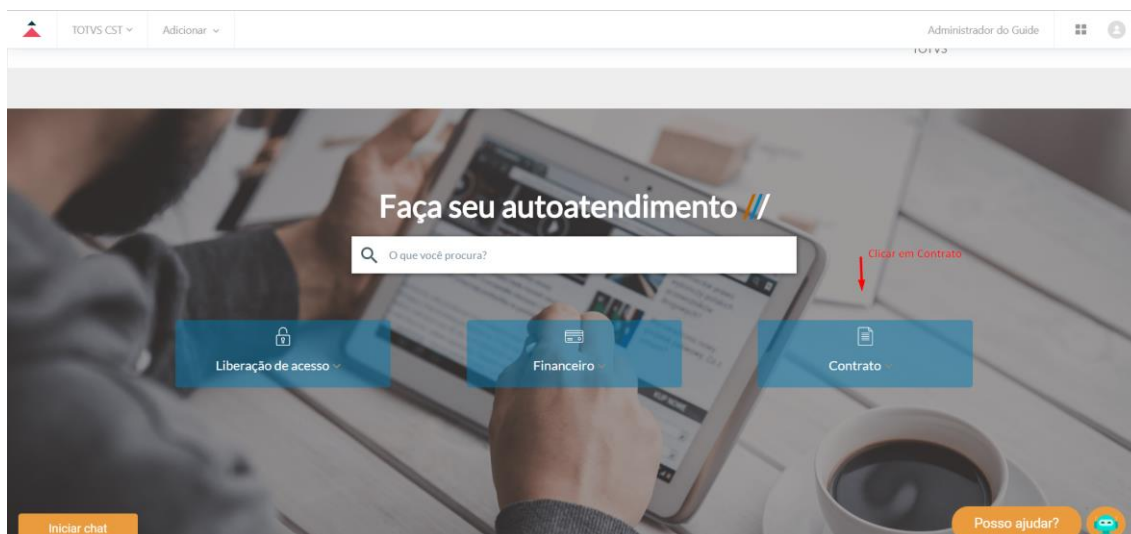 TOTVS CST
Adicionar
Administrador do Guide
TOTVS
Faça seu autoatendimento
O que você procura?
Clicar em Contrato
Liberação de acesso
Financeiro
Contrato
Iniciar chat
Posso ajudar?